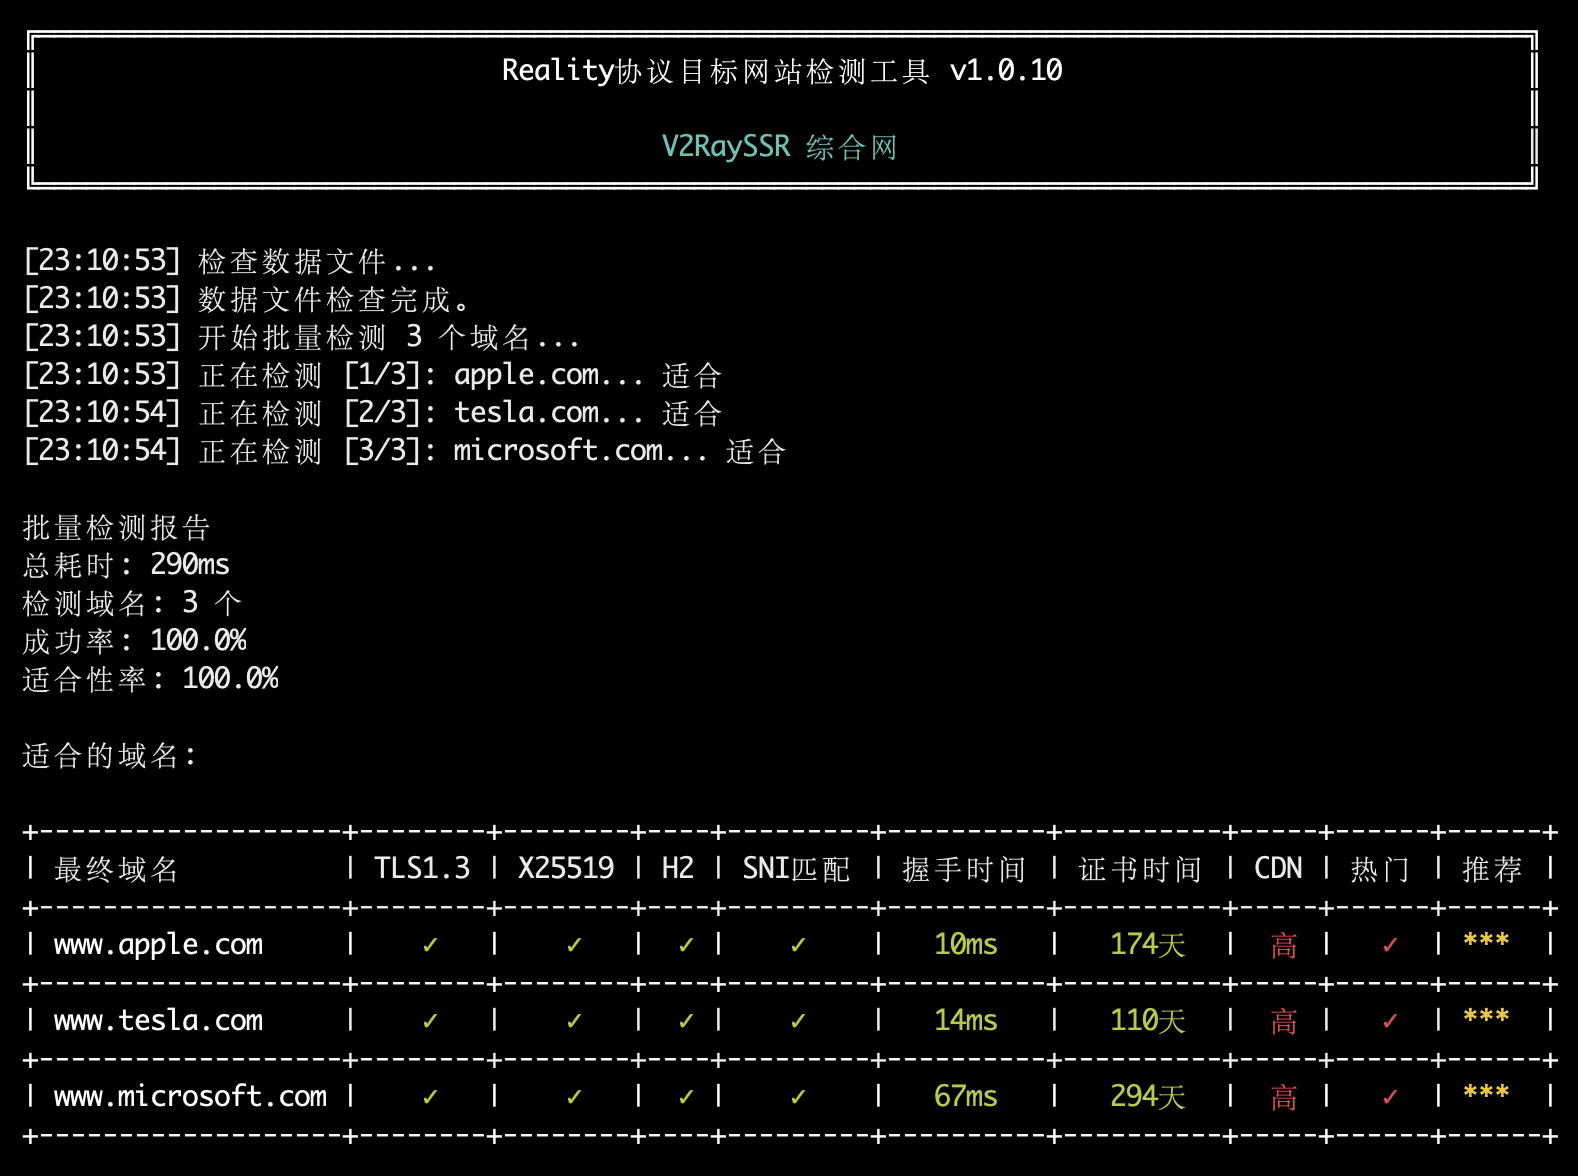 Reality协议目标网站检测工具 v1.0.10
V2RaySSR 综合网
[23:10:53] 检查数据文件...
[23:10:53] 数据文件检查完成。
[23:10:53] 开始批量检测 3 个域名...
[23:10:53] 正在检测 [1/3]: apple.com... 适合
[23:10:54] 正在检测 [2/3]: tesla.com... 适合
[23:10:54] 正在检测 [3/3]: microsoft.com... 适合
批量检测报告
总耗时: 290ms
检测域名: 3 个
成功率: 100.0%
适合性率: 100.0%
适合的域名:
+-------------------+--------+--------+----+---------+----------+----------+-----+------+------+
| 最终域名 | TLS1.3 | X25519 | H2 | SNI匹配 | 握手时间 | 证书时间 | CDN | 热门 | 推荐 |
+-------------------+--------+--------+----+---------+----------+----------+-----+------+------+
| www.apple.com | ✓ | ✓ | ✓ | ✓ | 10ms | 174天 | 高 | ✓ | *** |
+-------------------+--------+--------+----+---------+----------+----------+-----+------+------+
| www.tesla.com | ✓ | ✓ | ✓ | ✓ | 14ms | 110天 | 高 | ✓ | *** |
+-------------------+--------+--------+----+---------+----------+----------+-----+------+------+
| www.microsoft.com | ✓ | ✓ | ✓ | ✓ | 67ms | 294天 | 高 | ✓ | *** |
+-------------------+--------+--------+----+---------+----------+----------+-----+------+------+